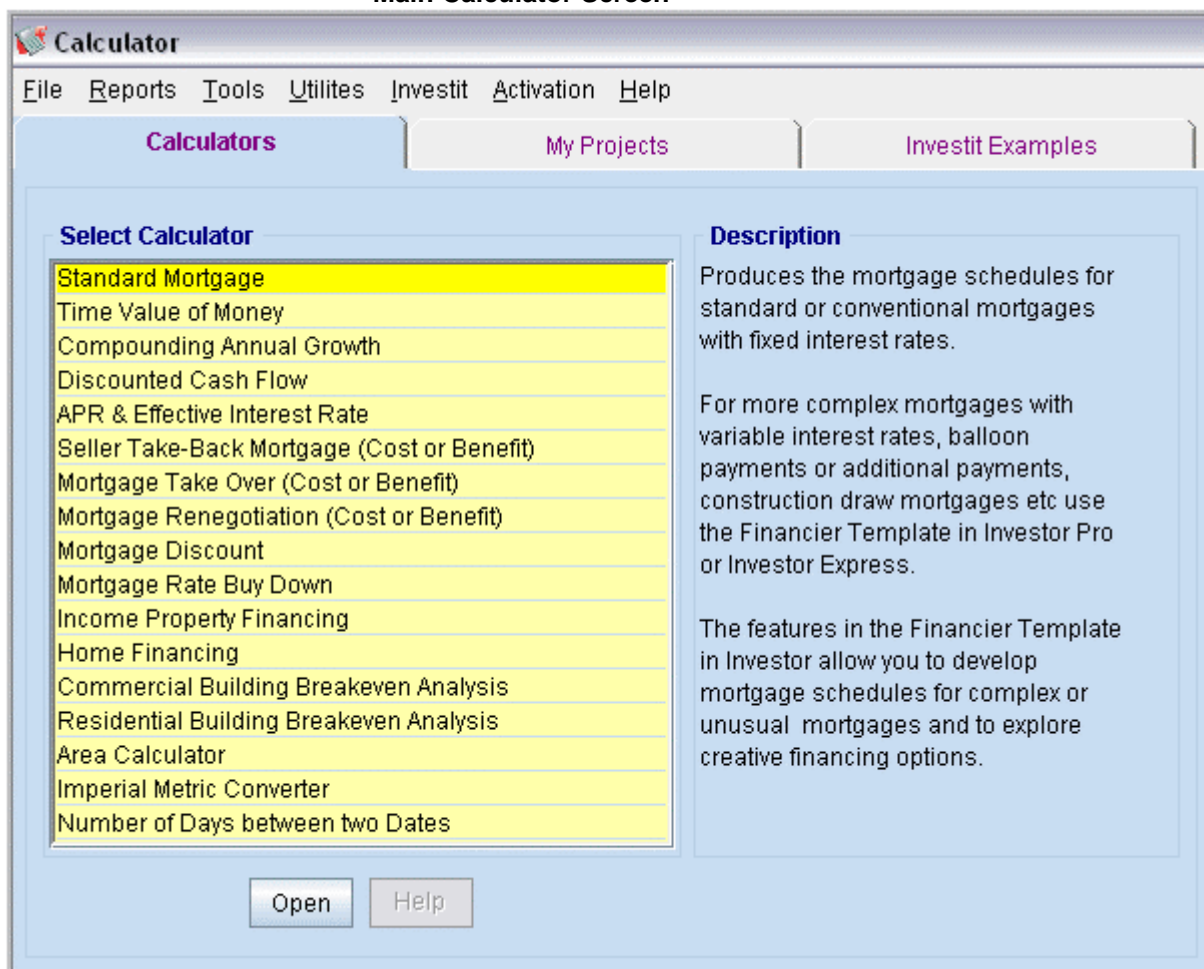 Main Calculator Screen
Calculator
File Reports Tools Utilites Investit Activation Help
Calculators My Projects Investit Examples
Select Calculator
Standard Mortgage
Time Value of Money
Compounding Annual Growth
Discounted Cash Flow
APR & Effective Interest Rate
Seller Take-Back Mortgage (Cost or Benefit)
Mortgage Take Over (Cost or Benefit)
Mortgage Renegotiation (Cost or Benefit)
Mortgage Discount
Mortgage Rate Buy Down
Income Property Financing
Home Financing
Commercial Building Breakeven Analysis
Residential Building Breakeven Analysis
Area Calculator
Imperial Metric Converter
Number of Days between two Dates
Description
Produces the mortgage schedules for
standard or conventional mortgages
with fixed interest rates.
For more complex mortgages with
variable interest rates, balloon
payments or additional payments,
construction draw mortgages etc use
the Financier Template in Investor Pro
or Investor Express.
The features in the Financier Template
in Investor allow you to develop
mortgage schedules for complex or
unusual mortgages and to explore
creative financing options.
Open Help